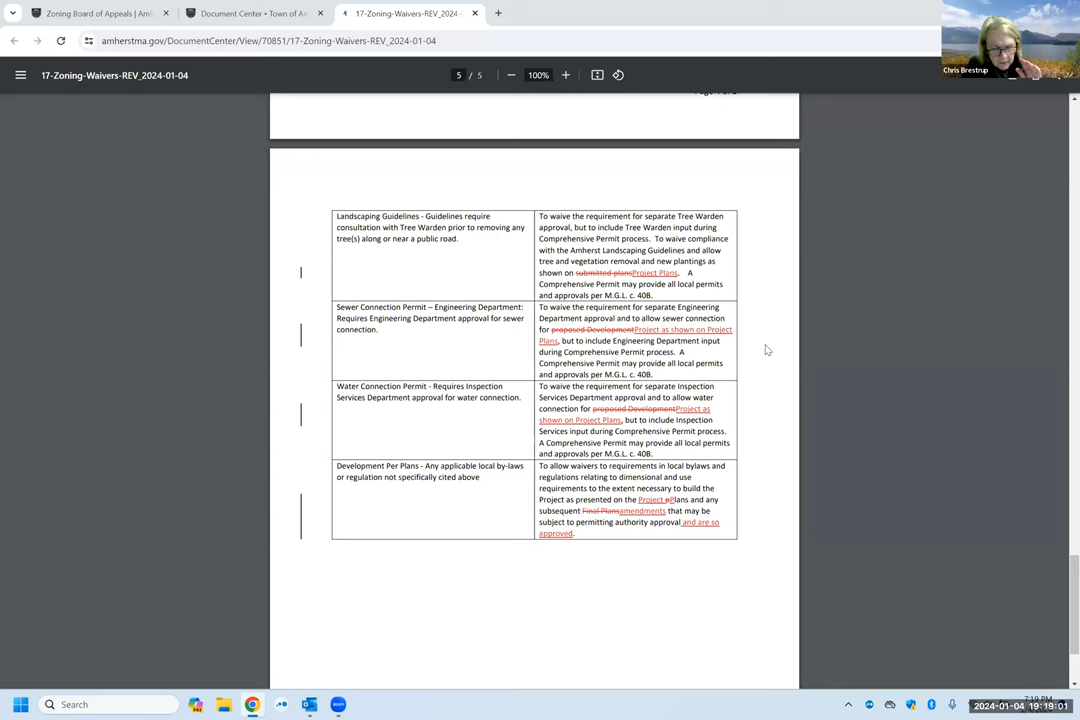 Zoning Board of Appeals | Amh
Document Center • Town of Am
17-Zoning-Waivers-REV_2024-
amherstma.gov/DocumentCenter/View/70851/17-Zoning-Waivers-REV_2024-01-04
Chris Brestrup
17-Zoning-Waivers-REV_2024-01-04
5 / 5
100%
Landscaping Guidelines - Guidelines require
consultation with Tree Warden prior to removing any
tree(s) along or near a public road.
To waive the requirement for separate Tree Warden
approval, but to include Tree Warden input during
Comprehensive Permit process. To waive compliance
with the Amherst Landscaping Guidelines and allow
tree and vegetation removal and new plantings as
shown on submitted plansProject Plans. A
Comprehensive Permit may provide all local permits
and approvals per M.G.L. c. 40B.
Sewer Connection Permit – Engineering Department:
Requires Engineering Department approval for sewer
connection.
To waive the requirement for separate Engineering
Department approval and to allow sewer connection
for proposed DevelopmentProject as shown on Project
Plans, but to include Engineering Department input
during Comprehensive Permit process. A
Comprehensive Permit may provide all local permits
and approvals per M.G.L. c. 40B.
Water Connection Permit - Requires Inspection
Services Department approval for water connection.
To waive the requirement for separate Inspection
Services Department approval and to allow water
connection for proposed DevelopmentProject as
shown on Project Plans, but to include Inspection
Services input during Comprehensive Permit process.
A Comprehensive Permit may provide all local permits
and approvals per M.G.L. c. 40B.
Development Per Plans - Any applicable local by-laws
or regulation not specifically cited above
To allow waivers to requirements in local bylaws and
regulations relating to dimensional and use
requirements to the extent necessary to build the
Project as presented on the Project pPlans and any
subsequent Final Plansamendments that may be
subject to permitting authority approval and are so
approved.
Search
7:19 PM
2024-01-04 19:19:01